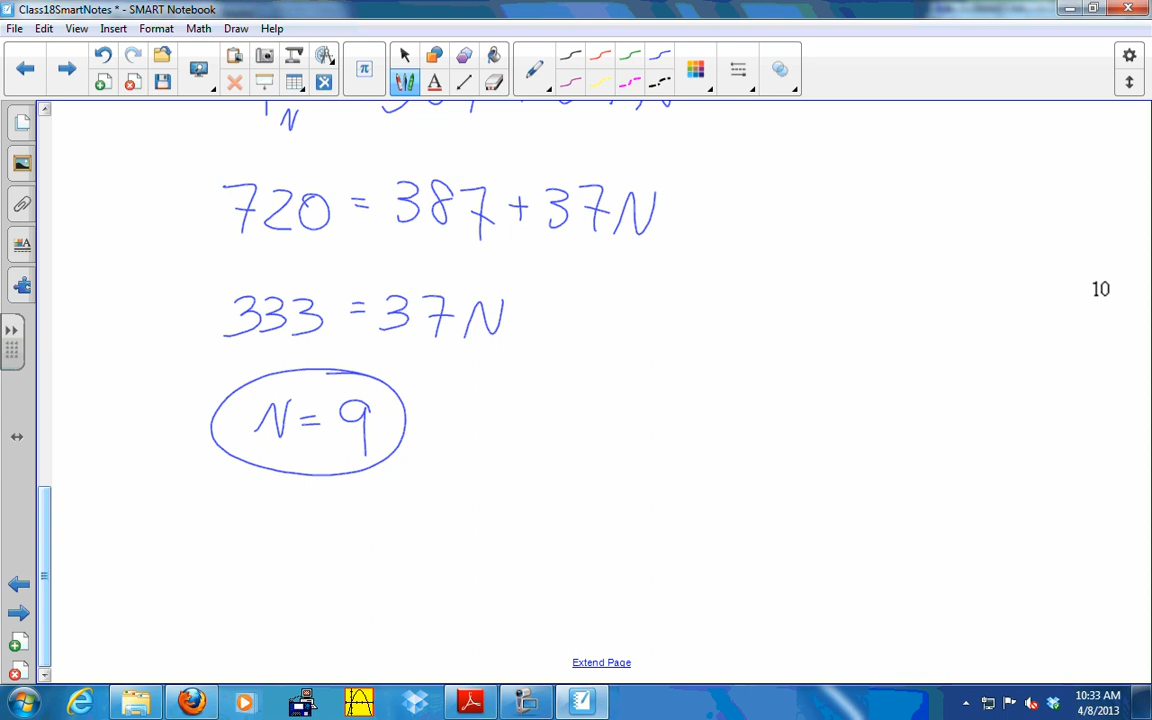 Class18SmartNotes * - SMART Notebook
File Edit View Insert Format Math Draw Help
π A
N
720 = 387 + 37N
10
333 = 37N
N = 9
Extend Page
10:33 AM
4/8/2013